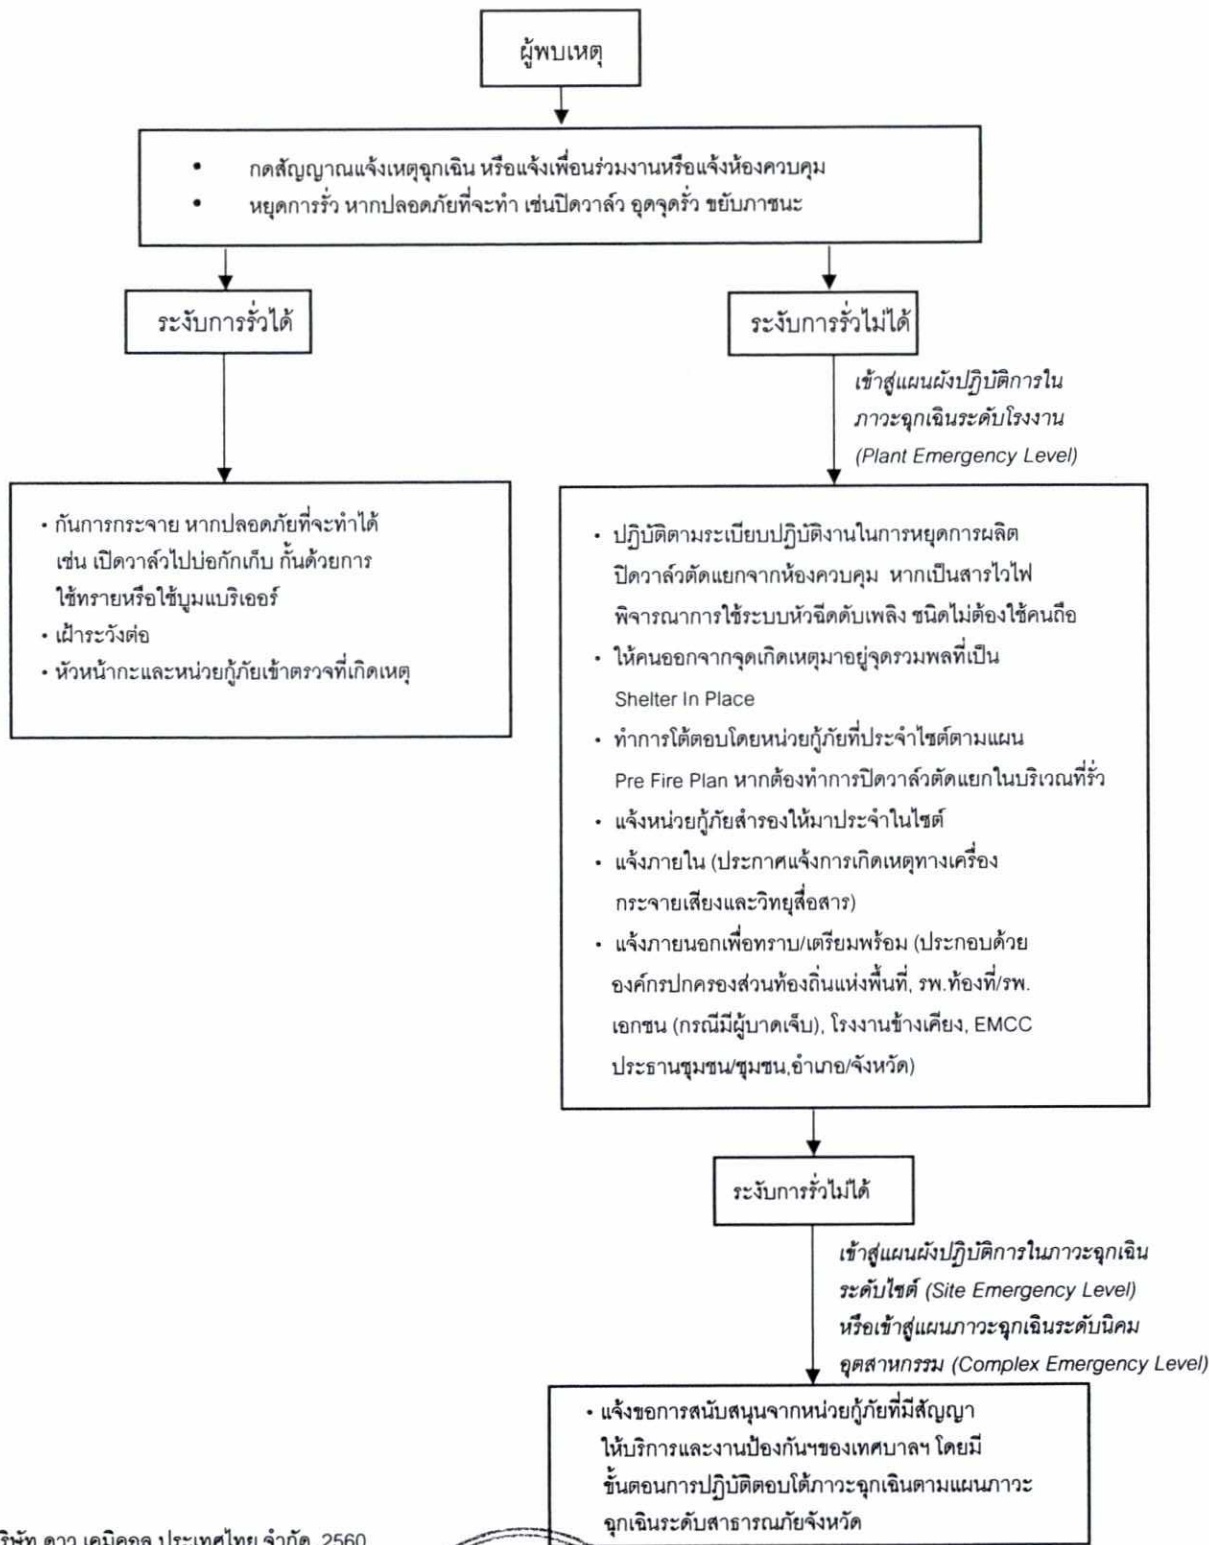 ผู้พบเหตุ
• กดสัญญาณแจ้งเหตุฉุกเฉิน หรือแจ้งเพื่อนร่วมงานหรือแจ้งห้องควบคุม
• หยุดการรั่ว หากปลอดภัยที่จะทำ เช่นปิดวาล์ว อุดจุดรั่ว ขยับภาชนะ
ระงับการรั่วได้
• กันการกระจาย หากปลอดภัยที่จะทำได้
เช่น เปิดวาล์วไปบ่อกักเก็บ กั้นด้วยการ
ใช้ทรายหรือใช้บูมแบริเออร์
• เฝ้าระวังต่อ
• หัวหน้ากะและหน่วยกู้ภัยเข้าตรวจที่เกิดเหตุ
ระงับการรั่วไม่ได้
เข้าสู่แผนผังปฏิบัติการใน
ภาวะฉุกเฉินระดับโรงงาน
(Plant Emergency Level)
• ปฏิบัติตามระเบียบปฏิบัติงานในการหยุดการผลิต
ปิดวาล์วตัดแยกจากห้องควบคุม หากเป็นสารไวไฟ
พิจารณาการใช้ระบบหัวฉีดดับเพลิง ชนิดไม่ต้องใช้คนถือ
• ให้คนออกจากจุดเกิดเหตุมาอยู่จุดรวมพลที่เป็น
Shelter In Place
• ทำการโต้ตอบโดยหน่วยกู้ภัยที่ประจำไซต์ตามแผน
Pre Fire Plan หากต้องทำการปิดวาล์วตัดแยกในบริเวณที่รั่ว
• แจ้งหน่วยกู้ภัยสำรองให้มาประจำในไซต์
• แจ้งภายใน (ประกาศแจ้งการเกิดเหตุทางเครื่อง
กระจายเสียงและวิทยุสื่อสาร)
• แจ้งภายนอกเพื่อทราบ/เตรียมพร้อม (ประกอบด้วย
องค์กรปกครองส่วนท้องถิ่นแห่งพื้นที่, รพ.ท้องที่/รพ.
เอกชน (กรณีมีผู้บาดเจ็บ), โรงงานข้างเคียง, EMCC
ประธานชุมชน/ชุมชน,อำเภอ/จังหวัด)
ระงับการรั่วไม่ได้
เข้าสู่แผนผังปฏิบัติการในภาวะฉุกเฉิน
ระดับไซต์ (Site Emergency Level)
หรือเข้าสู่แผนภาวะฉุกเฉินระดับนิคม
อุตสาหกรรม (Complex Emergency Level)
• แจ้งขอการสนับสนุนจากหน่วยกู้ภัยที่มีสัญญา
ให้บริการและงานป้องกันฯของเทศบาลฯ โดยมี
ขั้นตอนการปฏิบัติตอบโต้ภาวะฉุกเฉินตามแผนภาวะ
ฉุกเฉินระดับสาธารณภัยจังหวัด
ริษัท ดาว เคมิคอล ประเทศไทย จำกัด, 2560